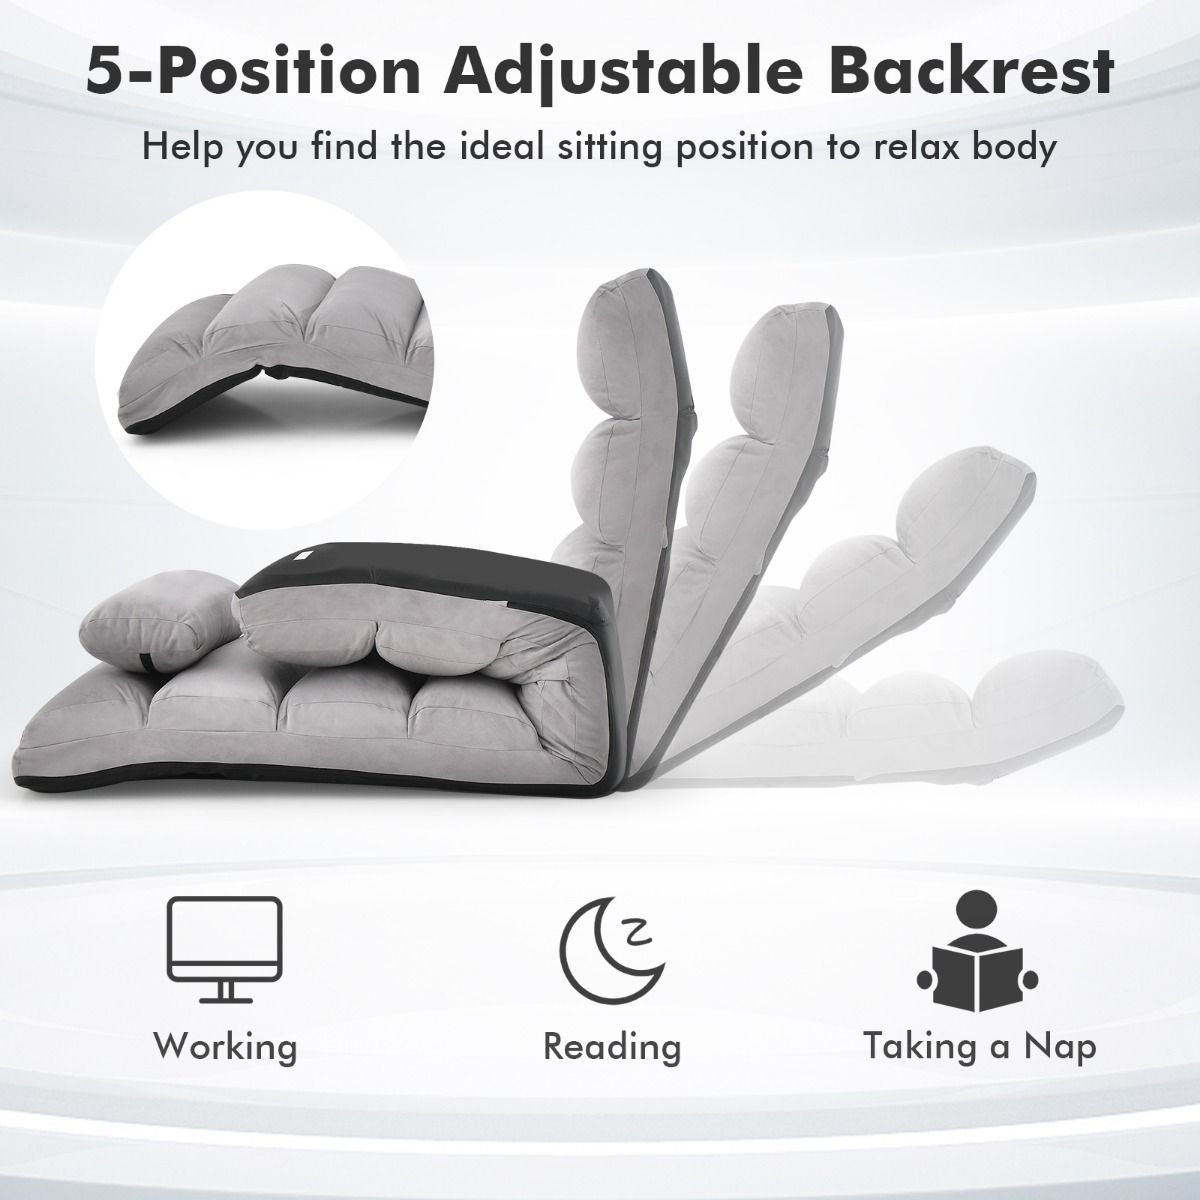 5-Position Adjustable Backrest
Help you find the ideal sitting position to relax body
Working
Reading
Taking a Nap